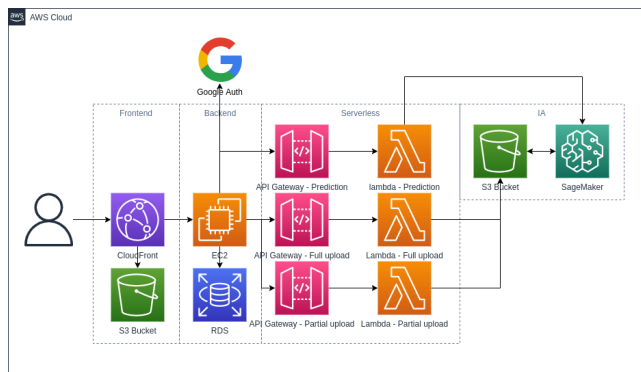 aws
AWS Cloud
Google Auth
Frontend
Backend
Serverless
IA
API Gateway - Prediction
lambda - Prediction
S3 Bucket
SageMaker
CloudFront
EC2
API Gateway - Full upload
Lambda - Full upload
S3 Bucket
RDS
API Gateway - Partial upload
Lambda - Partial upload